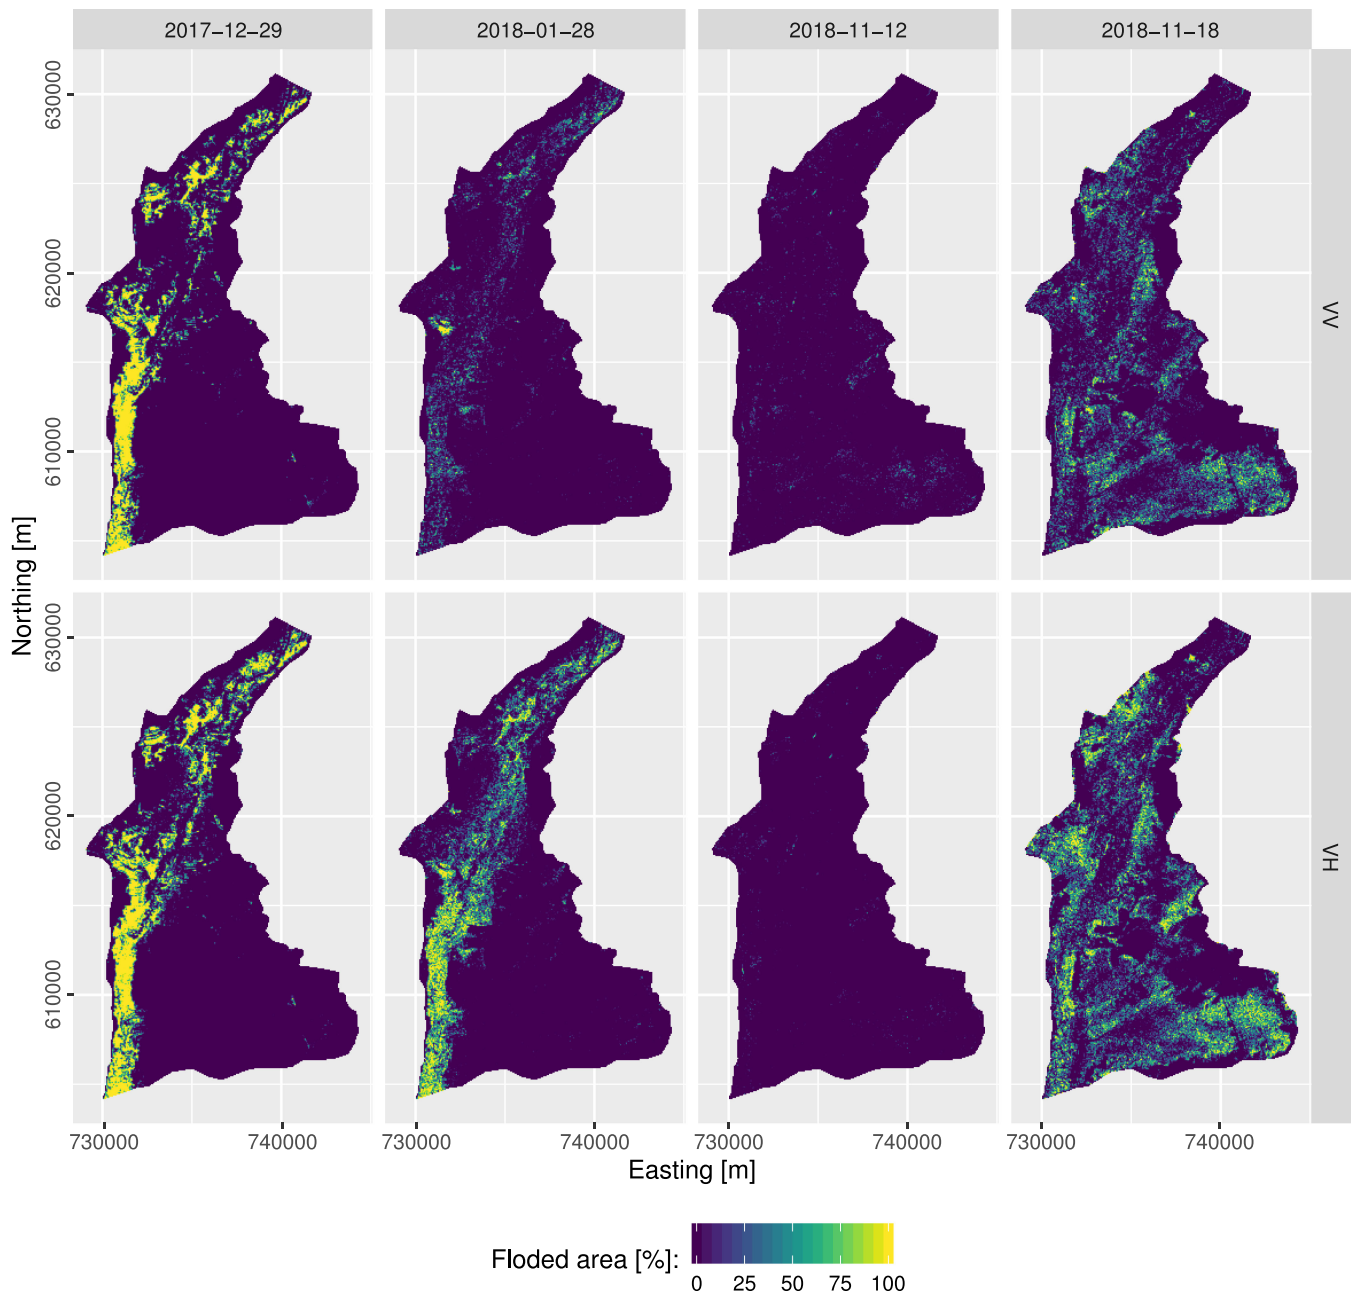 2017-12-29 2018-01-28 2018-11-12 2018-11-18
630000
620000
610000
VV
Northing [m]
630000
620000
610000
VH
730000 740000 730000 740000 730000 740000 730000 740000
Easting [m]
Floded area [%]:
0 25 50 75 100